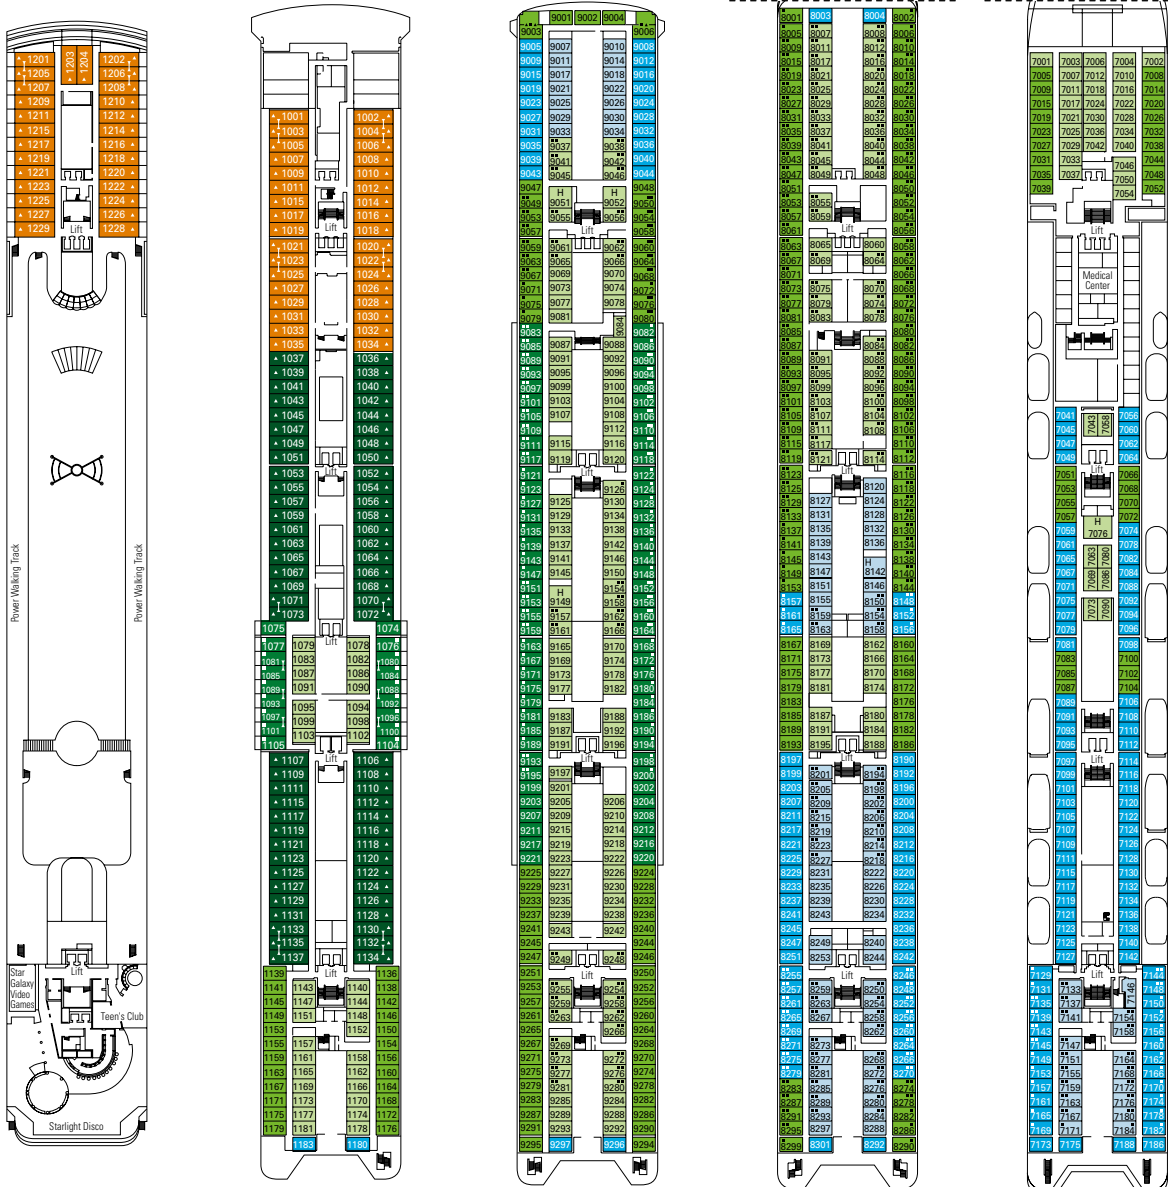 1201 1203 1204 1202
1205 1206
1207 1208
1209 1210
1211 1212
1215 1214
1217 1216
1219 1218
1221 1220
1223 1222
1225 1224
1227 1226
1229 Lift 1228
Power Walking Track
Power Walking Track
Lift
Star
Galaxy
Video
Games
Teen's Club
Starlight Disco
1001 1002
1003 1004
1005 1006
1007 1008
1009 1010
1011 1012
1015 1014
1017 1016
1019 Lift 1018
1021 1020
1023 1022
1025 1024
1027 1026
1029 1028
1031 1030
1033 1032
1035 1034
1037 1036
1039 1038
1041 1040
1043 1042
1045 1044
1047 1046
1049 1048
1051 1050
Lift
1053 1052
1055 1054
1057 1056
1059 1058
1061 1060
1063 1062
1065 1064
1067 1066
1069 1068
1071 1070
1073 1072
1075 1074
Lift
1077 1079 1078 1076
1081 1083 1082 1080
1085 1087 1086 1084
1089 1091 1090 1088
1093 1095 1094 1092
1097 1099 1098 1096
1101 1103 1102 1100
1105 1104
1107 Lift 1106
1109 1108
1111 1110
1115 1112
1117 1114
1119 1116
1121 1118
1123 1120
1125 1122
1127 1124
1129 1126
1131 1128
1133 1130
1135 1132
1137 1134
1139 Lift 1136
1141 1143 1140 1138
1145 1147 1144 1142
1149 1151 1148 1146
1153 1152 1150
1155 1157 1154
1159 1161 1158 1156
1163 1165 1162 1160
1167 1169 1166 1164
1171 1173 1170 1168
1175 1177 1174 1172
1179 1181 1178 1176
1183 1180
9001 9002 9004
9003 9006
9005 9007 9010 9008
9009 9011 9014 9012
9015 9017 9018 9016
9019 9021 9022 9020
9023 9025 9026 9024
9027 9029 9030 9028
9031 9033 9034 9032
9035 9037 9038 9036
9039 9041 9042 9040
9043 9045 9046 9044
9047 H H 9048
9049 9051 9052 9050
9053 9055 9056 9054
9057 Lift 9058
9059 9061 9062 9060
9063 9065 9066 9064
9067 9069 9070 9068
9071 9073 9074 9072
9075 9077 9078 9076
9079 9081 9084 9080
9083 9082
9085 9087 9088 9086
9089 9091 9092 9090
9093 9095 9096 9094
9097 9099 9100 9098
9101 9103 9104 9102
9105 9107 9108 9106
9109 9112 9110
9111 9115 9116 9114
9117 9119 9120 9118
9121 Lift 9122
9123 9126 9124
9127 9125 9130 9128
9131 9129 9134 9132
9135 9133 9138 9136
9139 9137 9142 9140
9143 9141 9146 9144
9147 9145 9150 9148
9151 H 9154 9152
9153 9149 9158 9156
9155 9157 9162 9160
9159 9161 9166 9164
9163 9165 9170 9168
9167 9169 9174 9172
9171 9173 9178 9176
9175 9177 9182 9180
9179 9184
9181 9183 9188 9186
9185 9187 9192 9190
9189 9191 9196 9194
9193 Lift 9198
9195 9197 9200
9199 9201 9202
9203 9205 9206 9204
9207 9209 9210 9208
9211 9215 9214 9212
9217 9219 9218 9216
9221 9223 9222 9220
9225 9227 9226 9224
9229 9231 9230 9228
9233 9235 9234 9232
9237 9239 9238 9236
9241 9243 9242 9240
9245 9244
9247 9249 9248 9246
9251 Lift 9250
9253 9255 9254 9252
9257 9259 9258 9256
9261 9263 9262 9260
9265 9266 9264
9267 9269 9268
9271 9273 9272 9270
9275 9277 9276 9274
9279 9281 9280 9278
9283 9285 9284 9282
9287 9289 9288 9286
9291 9293 9292 9290
9295 9297 9296 9294
8001 8003 8004 8002
8005 8007 8008 8006
8009 8011 8012 8010
8015 8017 8016 8014
8019 8021 8020 8018
8023 8025 8024 8022
8027 8029 8028 8026
8031 8033 8032 8030
8035 8037 8036 8034
8039 8041 8040 8038
8043 8045 8044 8042
8047 8049 8048 8046
8051 8050
8053 8055 8052
8057 8059 8054
8061 Lift 8056
8063 8065 8060 8058
8067 8069 8064 8062
8071 8066
8073 8075 8070 8068
8077 8079 8074 8072
8081 8083 8078 8076
8085 8080
8087 8084 8082
8089 8091 8088 8086
8093 8095 8092 8090
8097 8099 8096 8094
8101 8103 8100 8098
8105 8107 8104 8102
8109 8111 8108 8106
8115 8117 8110
8119 8121 8114 8112
8123 Lift 8116
8125 8120 8118
8129 8127 8124 8122
8133 8131 8128 8126
8137 8135 8132 8130
8141 8139 8136 8134
8145 8143 H 8138
8149 8147 8142 8140
8153 8151 8146 8144
8157 8155 8150 8148
8161 8159 8154 8152
8165 8163 8158 8156
8167 8169 8162 8160
8171 8173 8166 8164
8175 8177 8170 8168
8179 8181 8174 8172
8183 8176
8185 8187 8180 8178
8189 8191 8184 8182
8193 8195 8188 8186
8197 Lift 8190
8199 8201 8194 8192
8203 8205 8198 8196
8207 8209 8202 8200
8211 8215 8206 8204
8217 8219 8210 8208
8221 8223 8214 8212
8225 8227 8218 8216
8229 8231 8222 8220
8233 8235 8226 8224
8237 8239 8230 8228
8241 8243 8234 8232
8245 8236
8247 8249 8240 8238
8251 8253 8244 8242
8255 Lift 8246
8257 8259 8250 8248
8261 8263 8254 8252
8265 8267 8258 8256
8269 8262 8260
8271 8273 8264
8275 8277 8268 8266
8279 8281 8272 8270
8283 8285 8276 8274
8287 8289 8280 8278
8291 8293 8284 8282
8295 8297 8288 8286
8299 8301 8292 8290
7001 7003 7006 7004 7002
7005 7007 7012 7010 7008
7009 7011 7018 7016 7014
7015 7017 7024 7022 7020
7019 7021 7030 7028 7026
7023 7025 7036 7034 7032
7027 7029 7042 7040 7038
7031 7033 7046 7044
7035 7037 7050 7048
7039 7054 7052
Lift
Medical
Center
7041 7043 7058 7056
7045 7060
7047 7062
7049 7064
7051 Lift 7066
7053 7068
7055 7070
7057 H 7072
7059 7076 7074
7061 7078
7065 7063 7080 7082
7067 7069 7086 7084
7071 7088
7075 7073 7090 7092
7077 7094
7079 7096
7081 7098
7083 7100
7085 7102
7087 7104
7089 7106
7091 7108
7093 7110
7095 7112
7097 Lift 7114
7099 7116
7101 7118
7103 7120
7105 7122
7107 7124
7109 7126
7111 7128
7115 7130
7117 7132
7119 7134
7121 7136
7123 7138
7125 7140
7127 7142
7129 Lift 7144
7131 7133 7146 7148
7135 7137 7150
7139 7141 7154 7152
7143 7158 7156
7145 7147 7160
7149 7151 7164 7162
7153 7155 7168 7166
7157 7159 7172 7170
7161 7163 7176 7174
7165 7167 7180 7178
7169 7171 7184 7182
7173 7175 7188 7186